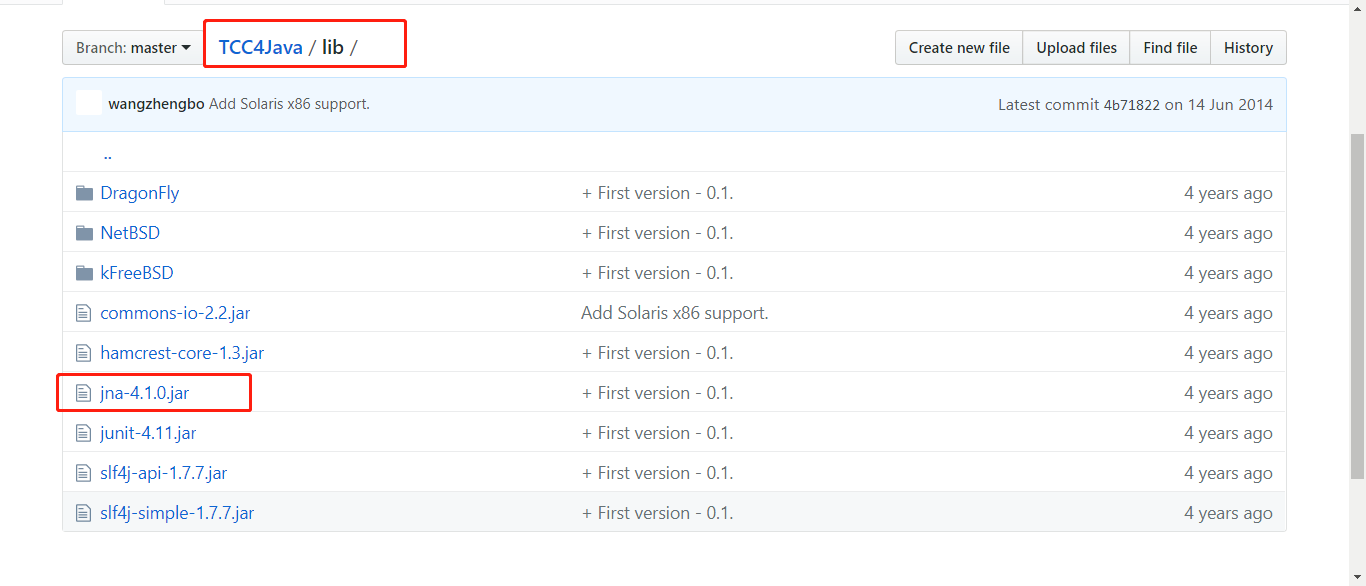 Branch: master TCC4Java / lib / Create new file Upload files Find file History
wangzhengbo Add Solaris x86 support. Latest commit 4b71822 on 14 Jun 2014
..
DragonFly + First version - 0.1. 4 years ago
NetBSD + First version - 0.1. 4 years ago
kFreeBSD + First version - 0.1. 4 years ago
commons-io-2.2.jar Add Solaris x86 support. 4 years ago
hamcrest-core-1.3.jar + First version - 0.1. 4 years ago
jna-4.1.0.jar + First version - 0.1. 4 years ago
junit-4.11.jar + First version - 0.1. 4 years ago
slf4j-api-1.7.7.jar + First version - 0.1. 4 years ago
slf4j-simple-1.7.7.jar + First version - 0.1. 4 years ago